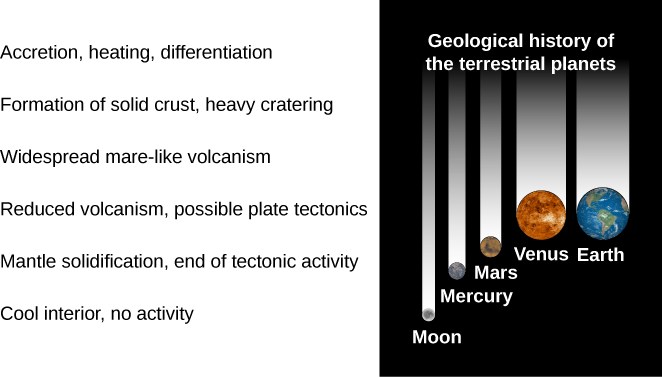 Accretion, heating, differentiation
Formation of solid crust, heavy cratering
Widespread mare-like volcanism
Reduced volcanism, possible plate tectonics
Mantle solidification, end of tectonic activity
Cool interior, no activity
Geological history of
the terrestrial planets
Venus
Earth
Mars
Mercury
Moon